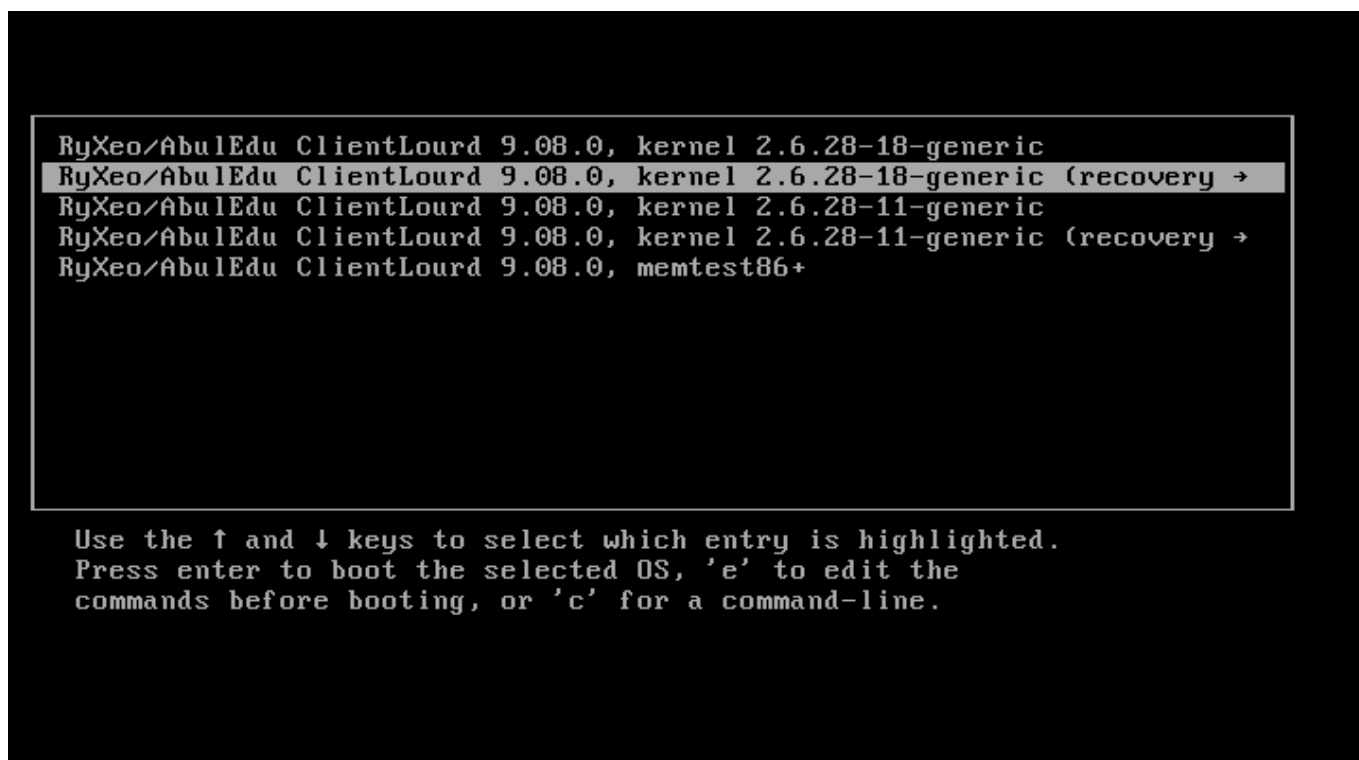 RyXeo/AbulEdu ClientLourd 9.08.0, kernel 2.6.28-18-generic
RyXeo/AbulEdu ClientLourd 9.08.0, kernel 2.6.28-18-generic (recovery →
RyXeo/AbulEdu ClientLourd 9.08.0, kernel 2.6.28-11-generic
RyXeo/AbulEdu ClientLourd 9.08.0, kernel 2.6.28-11-generic (recovery →
RyXeo/AbulEdu ClientLourd 9.08.0, memtest86+
Use the ↑ and ↓ keys to select which entry is highlighted.
Press enter to boot the selected OS, 'e' to edit the
commands before booting, or 'c' for a command-line.